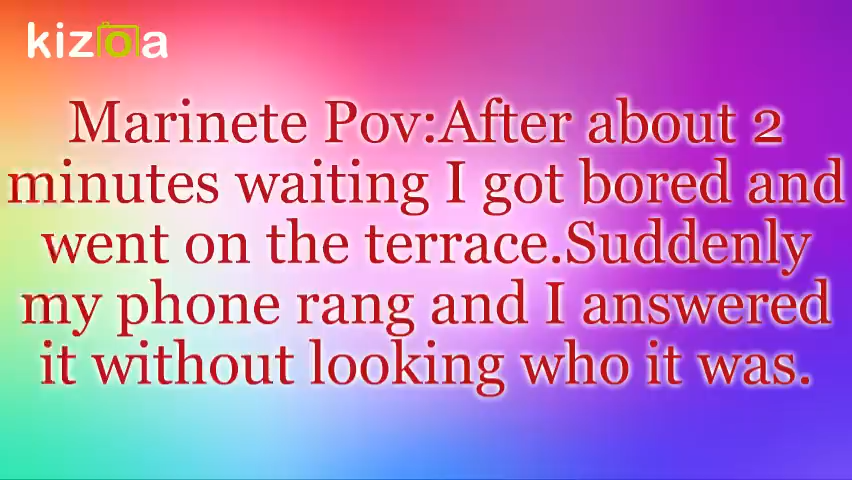 kizoa
Marinete Pov:After about 2
minutes waiting I got bored and
went on the terrace.Suddenly
my phone rang and I answered
it without looking who it was.